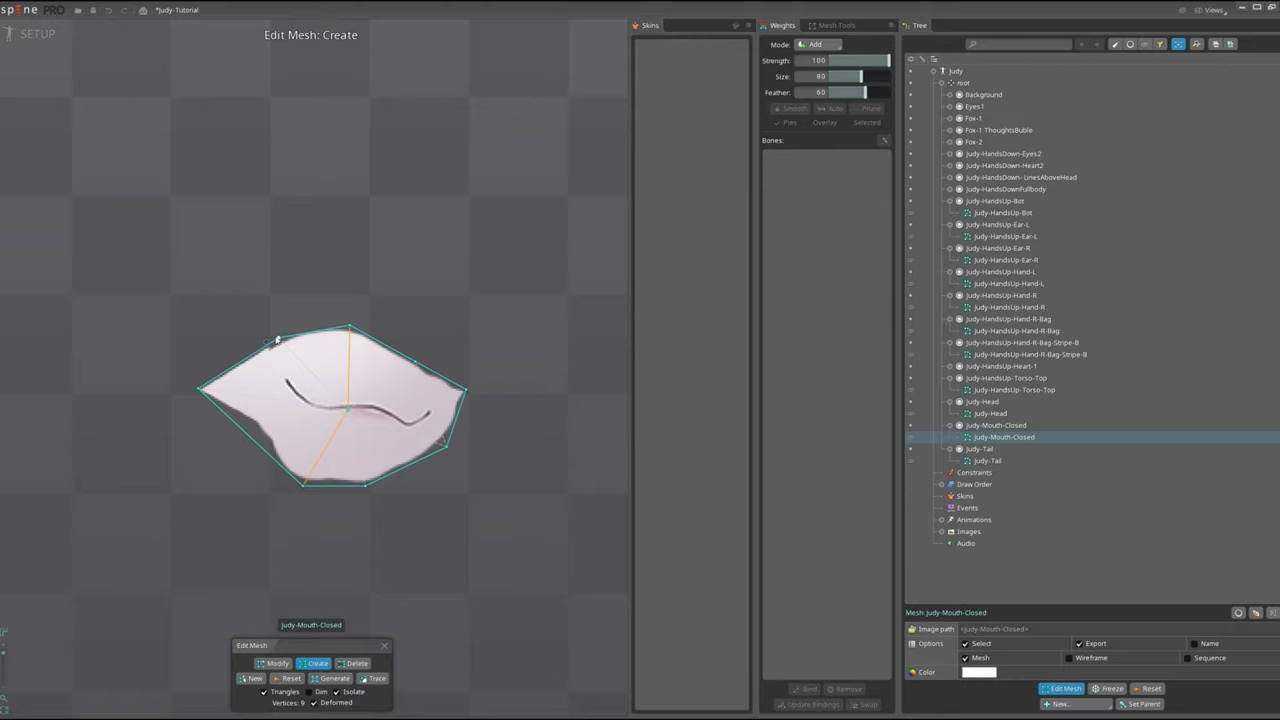 spine PRO
*Judy-Tutorial
Views
SETUP
Edit Mesh: Create
Skins
Weights
Mesh Tools
Tree
Mode:
Add
Strength:
100
Size:
80
Feather:
60
Smooth
Auto
Prune
Pies
Overlay
Selected
Bones:
Judy
root
Background
Eyes1
Fox-1
Fox-1 ThoughtsBuble
Fox-2
Judy-HandsDown-Eyes2
Judy-HandsDown-Heart2
Judy-HandsDown- LinesAboveHead
Judy-HandsDownFullbody
Judy-HandsUp-Bot
Judy-HandsUp-Bot
Judy-HandsUp-Ear-L
Judy-HandsUp-Ear-L
Judy-HandsUp-Ear-R
Judy-HandsUp-Ear-R
Judy-HandsUp-Hand-L
Judy-HandsUp-Hand-L
Judy-HandsUp-Hand-R
Judy-HandsUp-Hand-R
Judy-HandsUp-Hand-R-Bag
Judy-HandsUp-Hand-R-Bag
Judy-HandsUp-Hand-R-Bag-Stripe-B
Judy-HandsUp-Hand-R-Bag-Stripe-B
Judy-HandsUp-Heart-1
Judy-HandsUp-Torso-Top
Judy-HandsUp-Torso-Top
Judy-Head
Judy-Head
Judy-Mouth-Closed
Judy-Mouth-Closed
Judy-Tail
Judy-Tail
Constraints
Draw Order
Skins
Events
Animations
Images
Audio
Judy-Mouth-Closed
Edit Mesh
Modify
Create
Delete
New
Reset
Generate
Trace
Triangles
Dim
Isolate
Vertices: 9
Deformed
Bind
Remove
Update Bindings
Swap
Mesh: Judy-Mouth-Closed
Image path
<Judy-Mouth-Closed>
Options
Select
Export
Name
Mesh
Wireframe
Sequence
Color
Edit Mesh
Freeze
Reset
New...
Set Parent